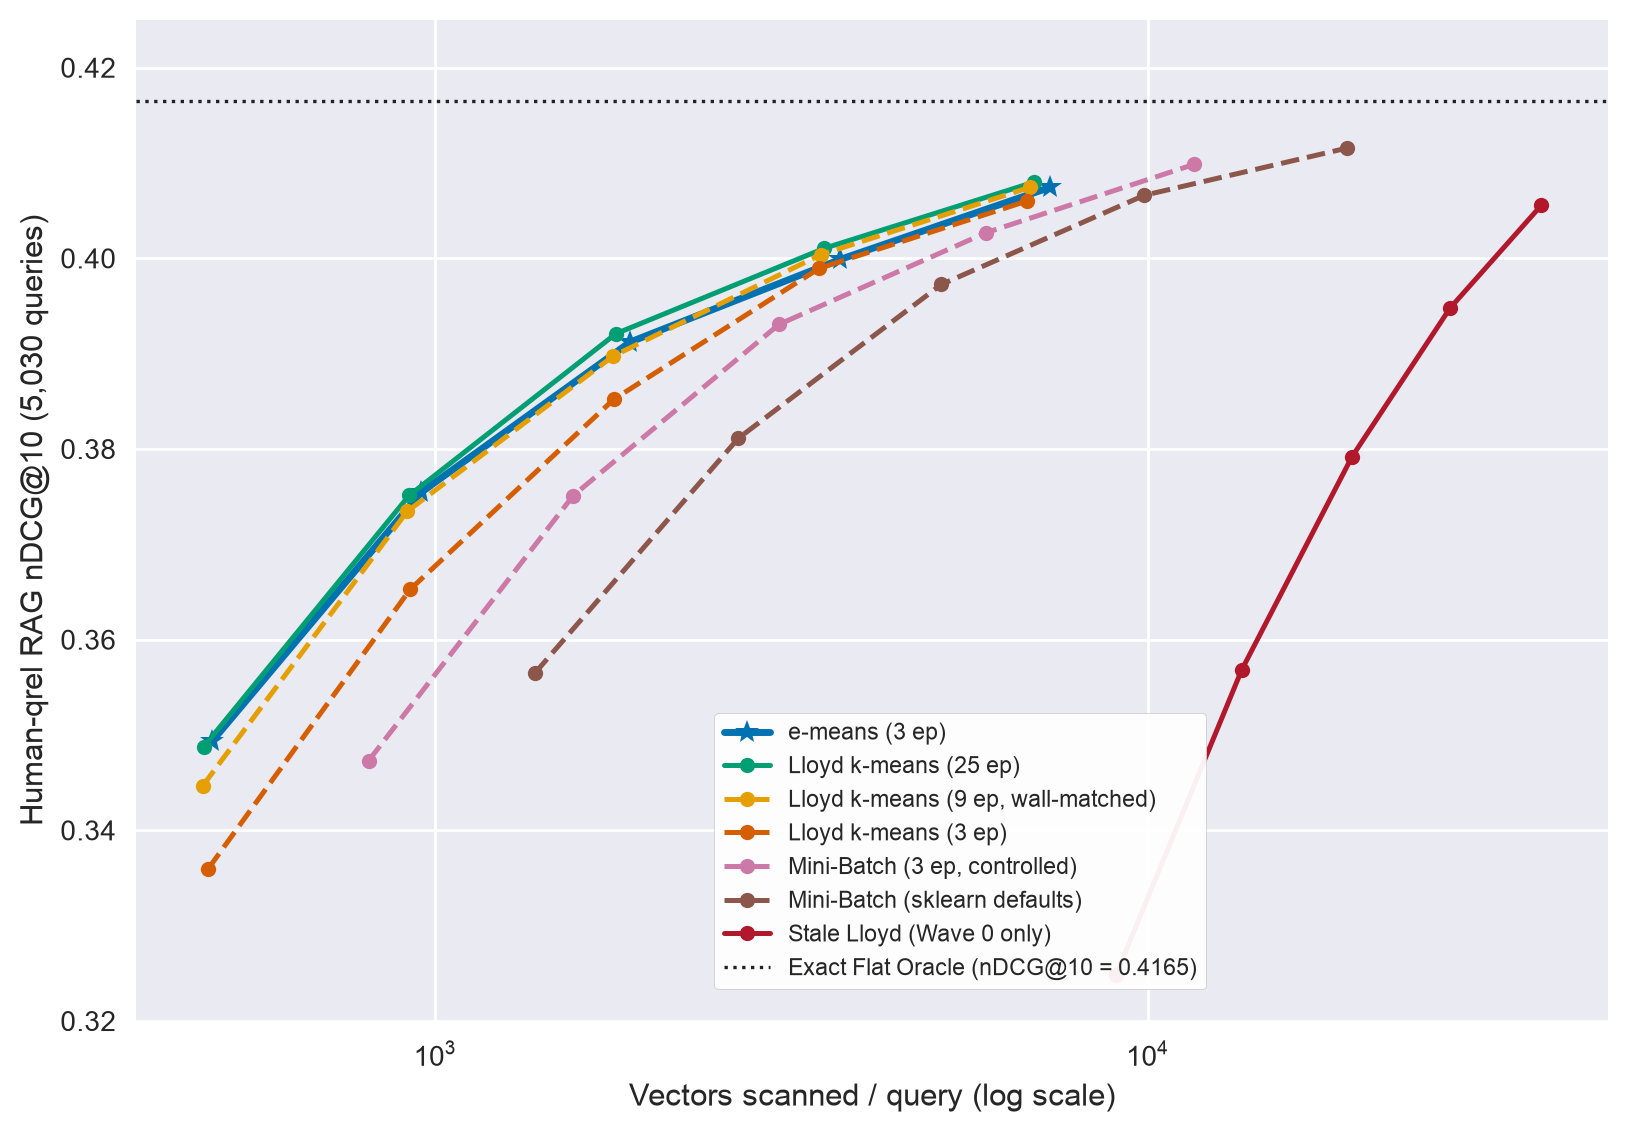 0.42
0.40
0.38
0.36
0.34
0.32
Human-qrel RAG nDCG@10 (5,030 queries)
e-means (3 ep)
Lloyd k-means (25 ep)
Lloyd k-means (9 ep, wall-matched)
Lloyd k-means (3 ep)
Mini-Batch (3 ep, controlled)
Mini-Batch (sklearn defaults)
Stale Lloyd (Wave 0 only)
Exact Flat Oracle (nDCG@10 = 0.4165)
10³ 10⁴
Vectors scanned / query (log scale)